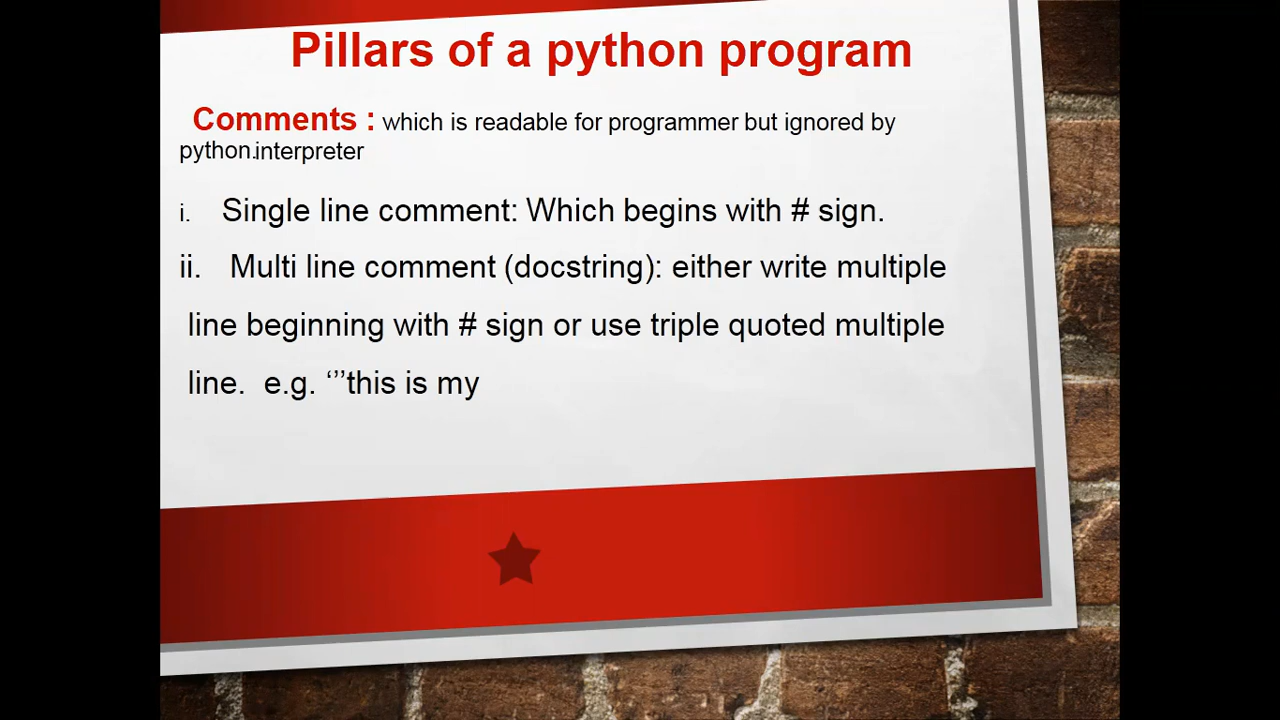 Pillars of a python program
Comments : which is readable for programmer but ignored by
python.interpreter
i. Single line comment: Which begins with # sign.
ii. Multi line comment (docstring): either write multiple
line beginning with # sign or use triple quoted multiple
line. e.g. ‘’’this is my